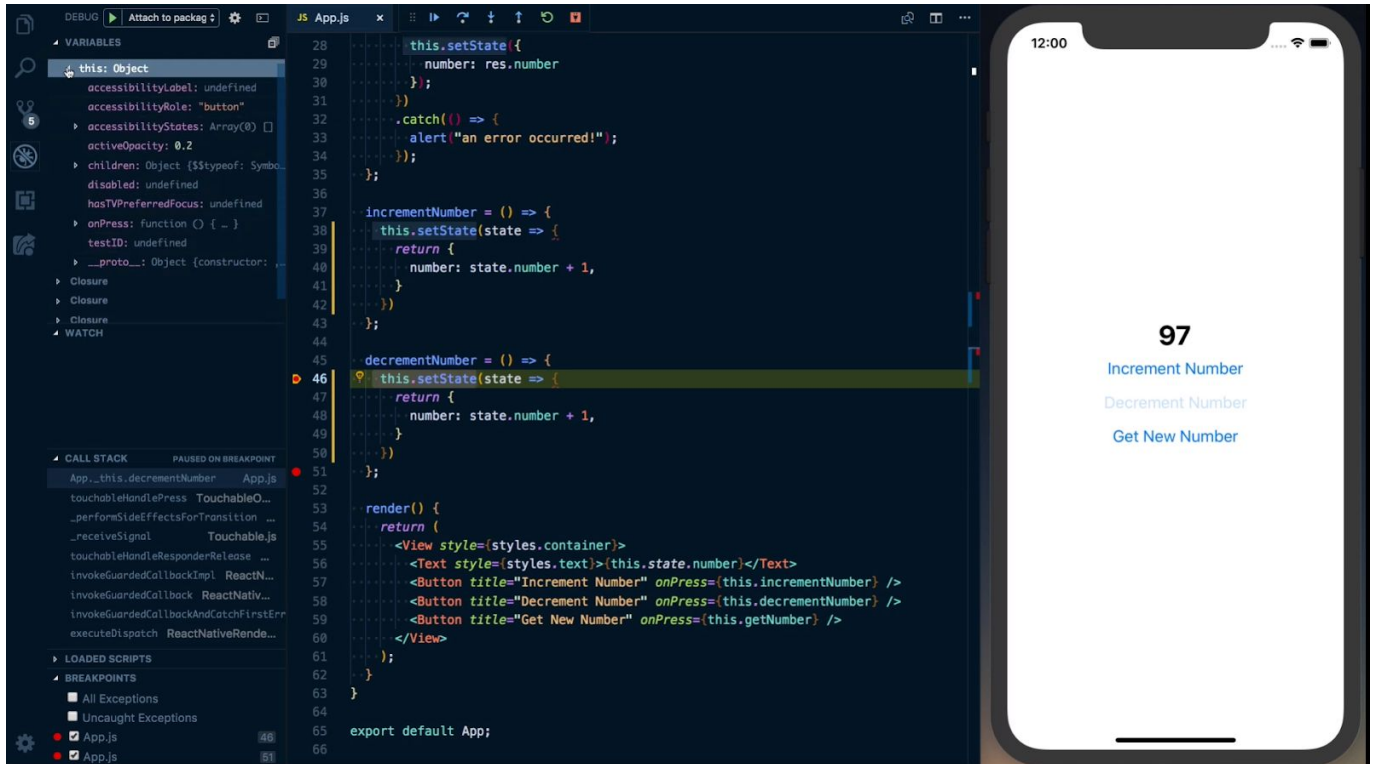 DEBUG Attach to packag
VARIABLES
this: Object
accessibilityLabel: undefined
accessibilityRole: "button"
accessibilityStates: Array(0) []
activeOpacity: 0.2
children: Object {$$typeof: Symbo…
disabled: undefined
hasTVPreferredFocus: undefined
onPress: function () { … }
testID: undefined
__proto__: Object {constructor: ,…
Closure
Closure
Closure
WATCH
CALL STACK PAUSED ON BREAKPOINT
App._this.decrementNumber App.js
touchableHandlePress TouchableO...
_performSideEffectsForTransition ...
_receiveSignal Touchable.js
touchableHandleResponderRelease ...
invokeGuardedCallbackImpl ReactN...
invokeGuardedCallback ReactNativ...
invokeGuardedCallbackAndCatchFirstErr
executeDispatch ReactNativeRende...
LOADED SCRIPTS
BREAKPOINTS
All Exceptions
Uncaught Exceptions
App.js 46
App.js 51
5
JS App.js ×
28 this.setState({
29 number: res.number
30 });
31 })
32 .catch(() => {
33 alert("an error occurred!");
34 });
35 };
36
37 incrementNumber = () => {
38 this.setState(state => {
39 return {
40 number: state.number + 1,
41 }
42 })
43 };
44
45 decrementNumber = () => {
46 this.setState(state => {
47 return {
48 number: state.number + 1,
49 }
50 })
51 };
52
53 render() {
54 return (
55 <View style={styles.container}>
56 <Text style={styles.text}>{this.state.number}</Text>
57 <Button title="Increment Number" onPress={this.incrementNumber} />
58 <Button title="Decrement Number" onPress={this.decrementNumber} />
59 <Button title="Get New Number" onPress={this.getNumber} />
60 </View>
61 );
62 }
63 }
64
65 export default App;
66
12:00
97
Increment Number
Decrement Number
Get New Number